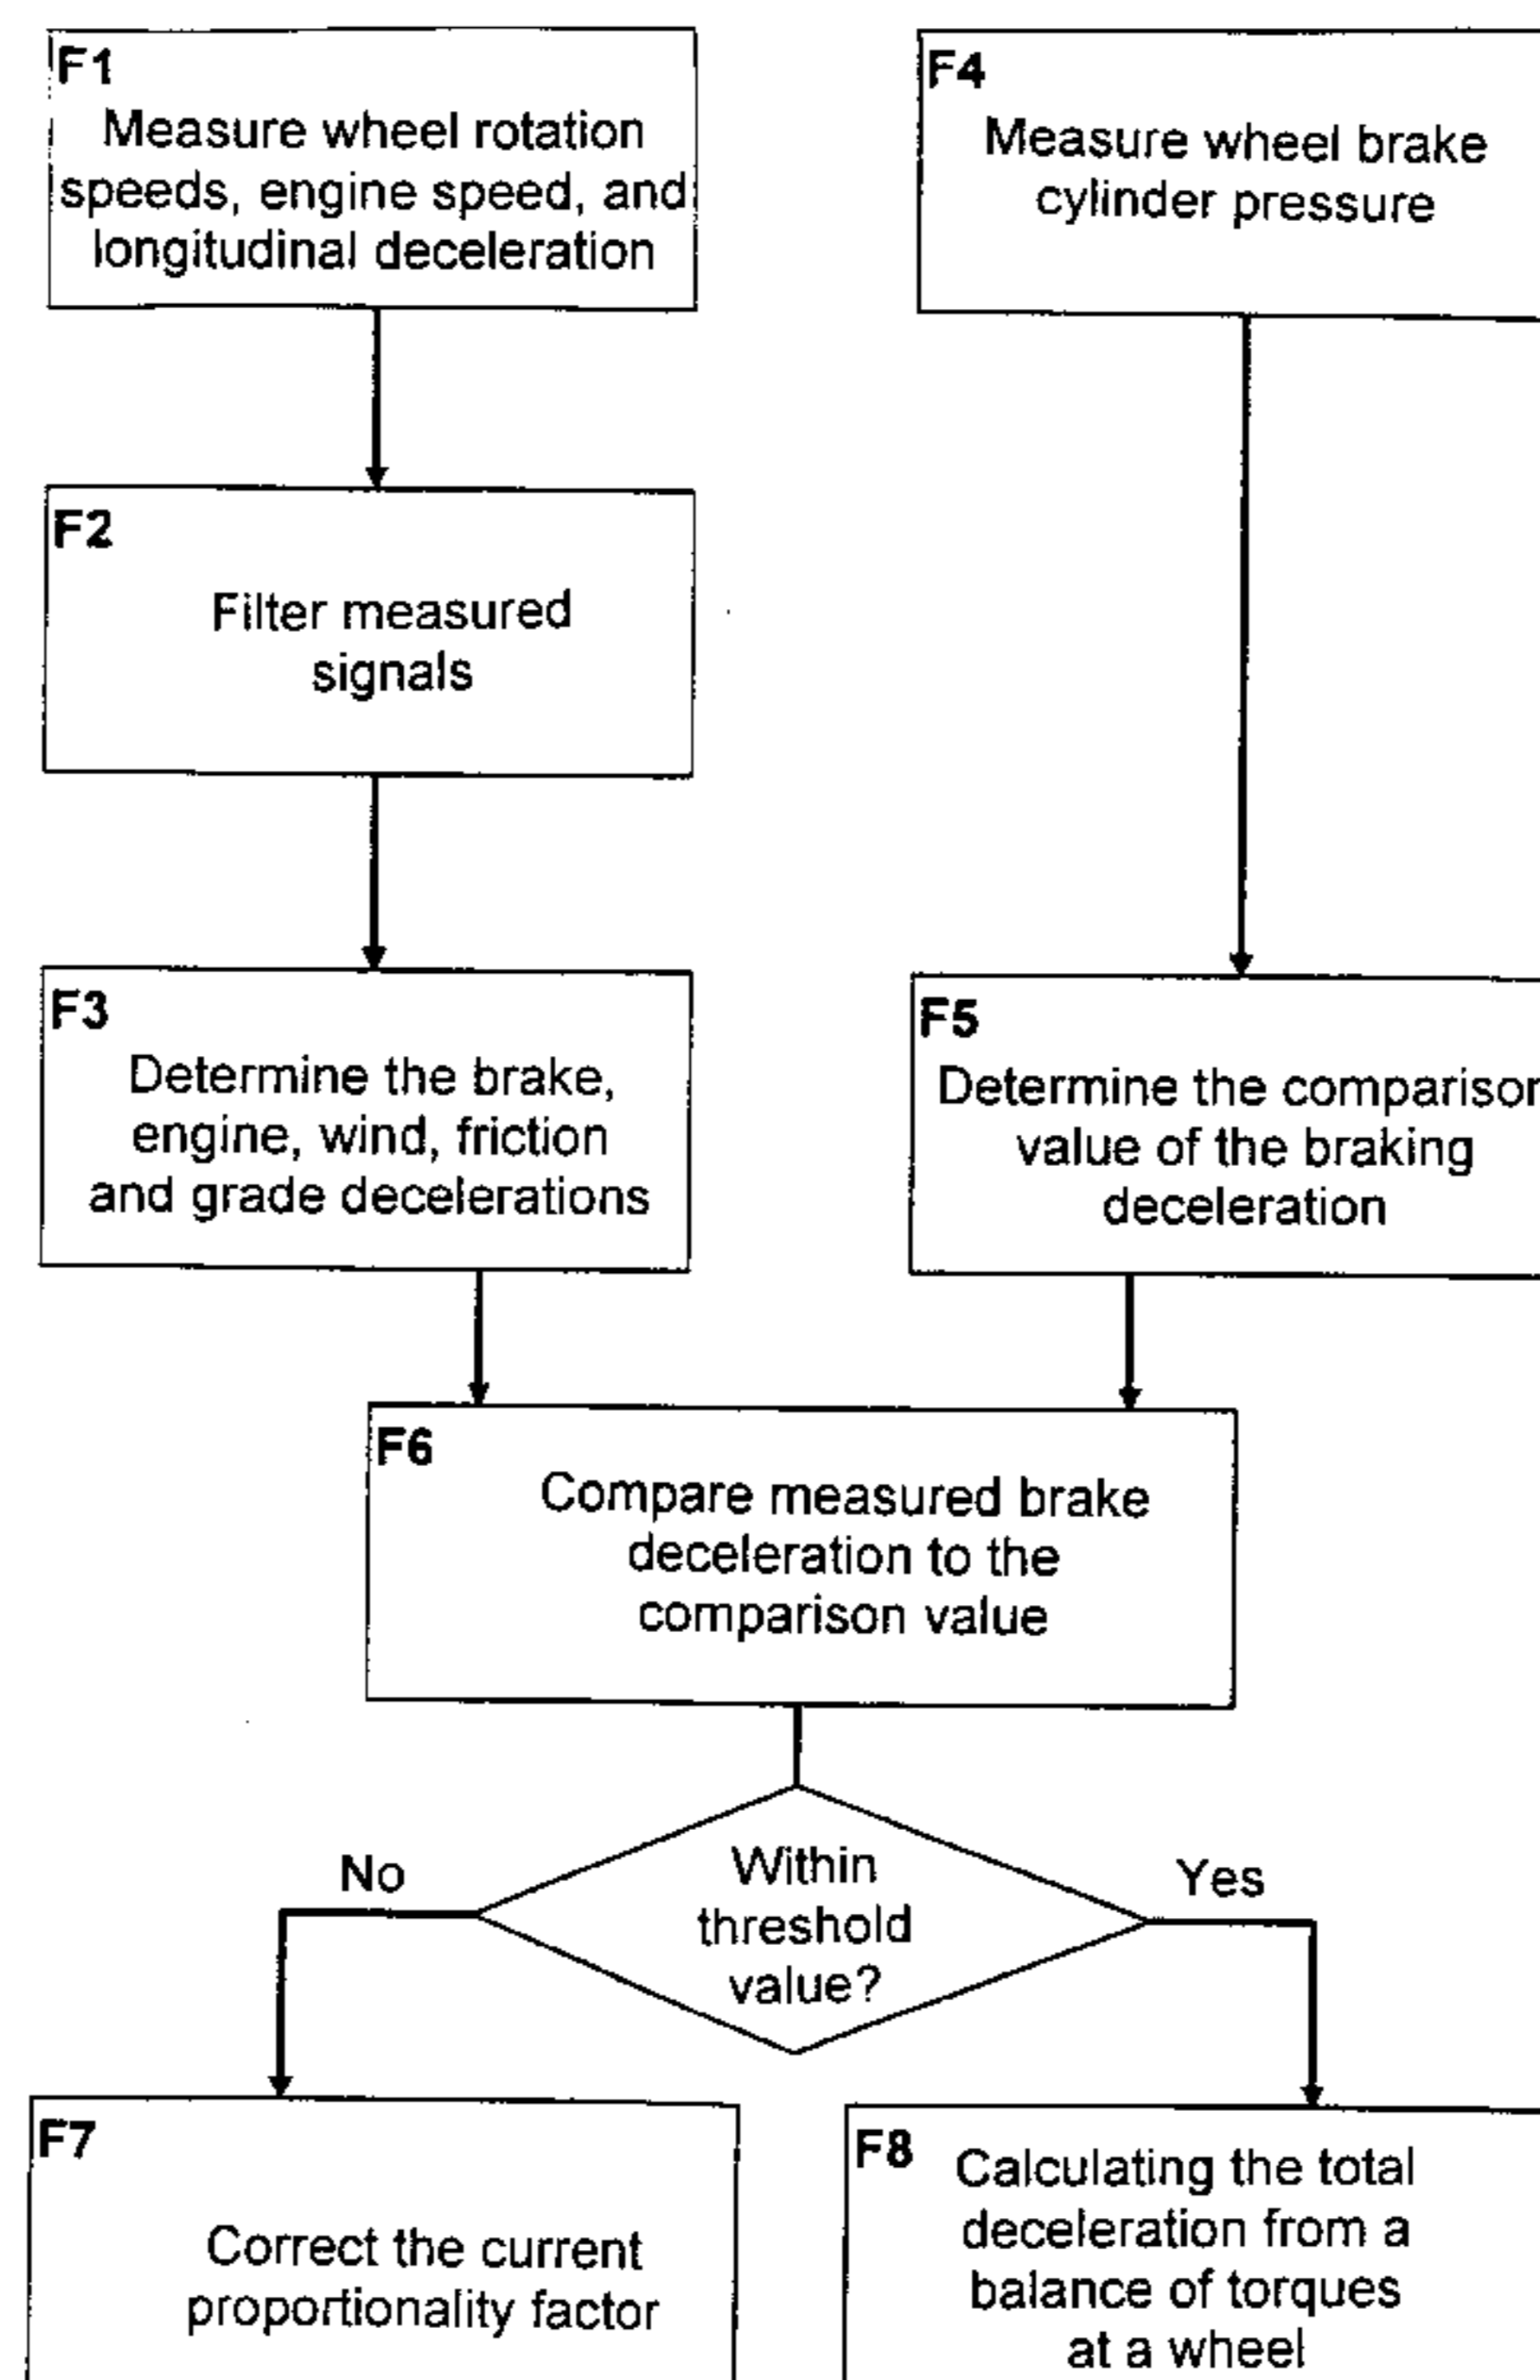 F1
Measure wheel rotation
speeds, engine speed, and
longitudinal deceleration
F4
Measure wheel brake
cylinder pressure
F2
Filter measured
signals
F3
Determine the brake,
engine, wind, friction
and grade decelerations
F5
Determine the comparison
value of the braking
deceleration
F6
Compare measured brake
deceleration to the
comparison value
Within
threshold
value?
No
Yes
F7
Correct the current
proportionality factor
F8
Calculating the total
deceleration from a
balance of torques
at a wheel